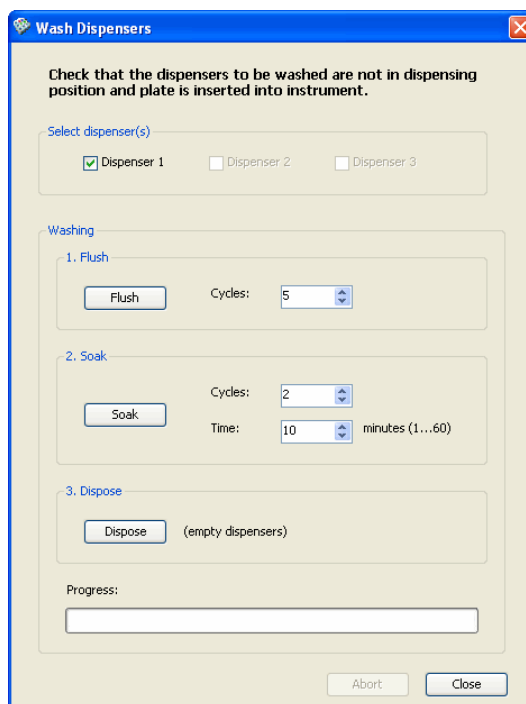 Wash Dispensers
Check that the dispensers to be washed are not in dispensing
position and plate is inserted into instrument.
Select dispenser(s)
Dispenser 1 Dispenser 2 Dispenser 3
Washing
1. Flush
Flush Cycles: 5
2. Soak
Cycles: 2
Soak
Time: 10 minutes (1...60)
3. Dispose
Dispose (empty dispensers)
Progress:
Abort Close